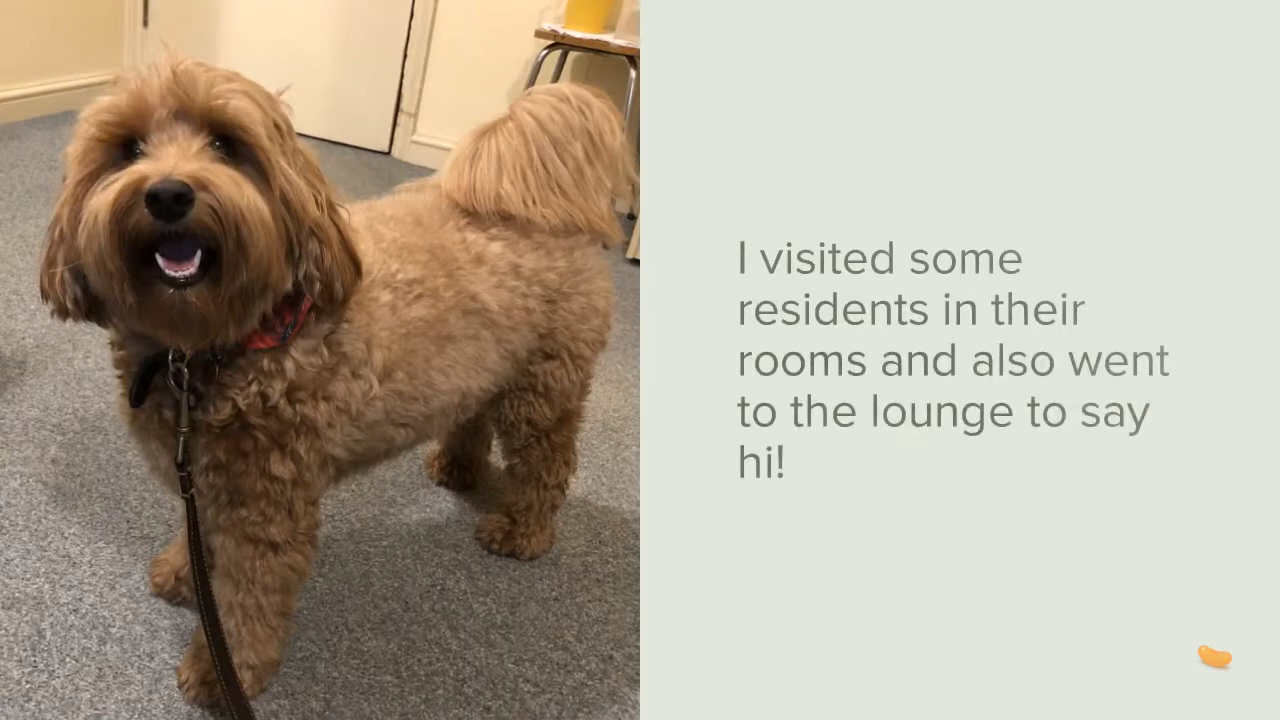 I visited some
residents in their
rooms and also went
to the lounge to say
hi!